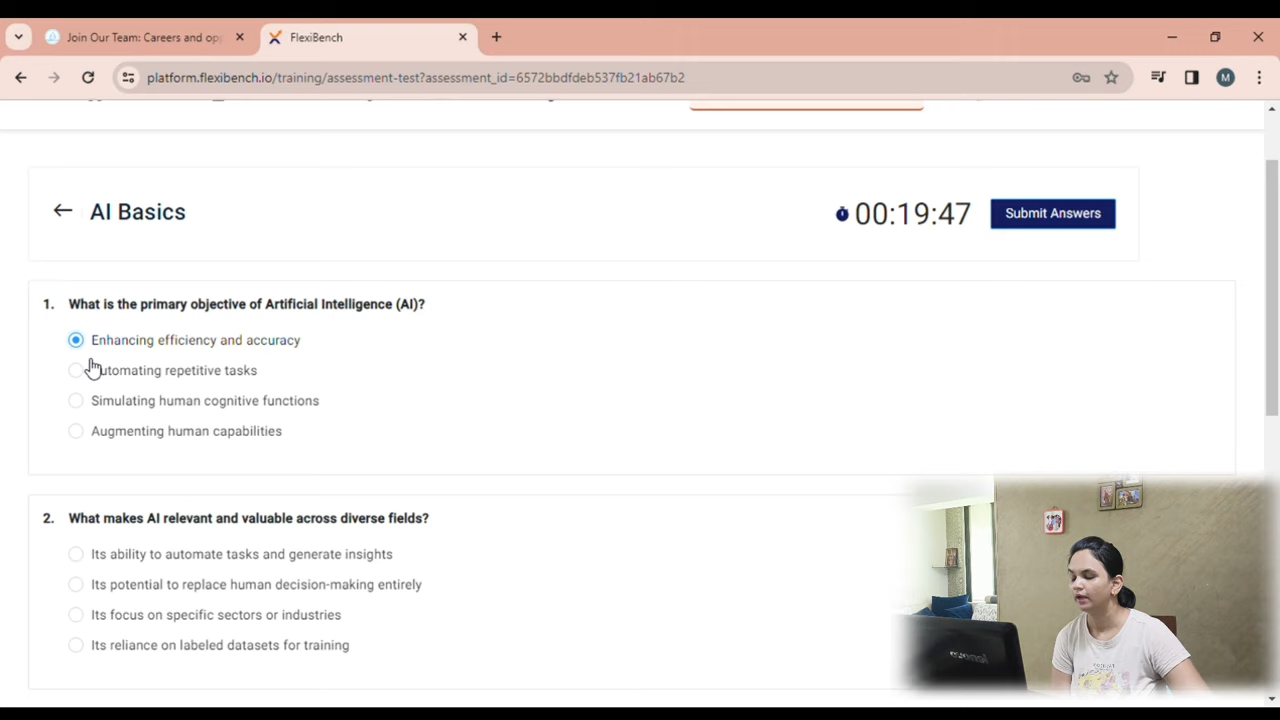 Join Our Team: Careers and op
FlexiBench
platform.flexibench.io/training/assessment-test?assessment_id=6572bbdfdeb537fb21ab67b2
M
AI Basics
00:19:47
Submit Answers
1. What is the primary objective of Artificial Intelligence (AI)?
Enhancing efficiency and accuracy
utomating repetitive tasks
Simulating human cognitive functions
Augmenting human capabilities
2. What makes AI relevant and valuable across diverse fields?
Its ability to automate tasks and generate insights
Its potential to replace human decision-making entirely
Its focus on specific sectors or industries
Its reliance on labeled datasets for training